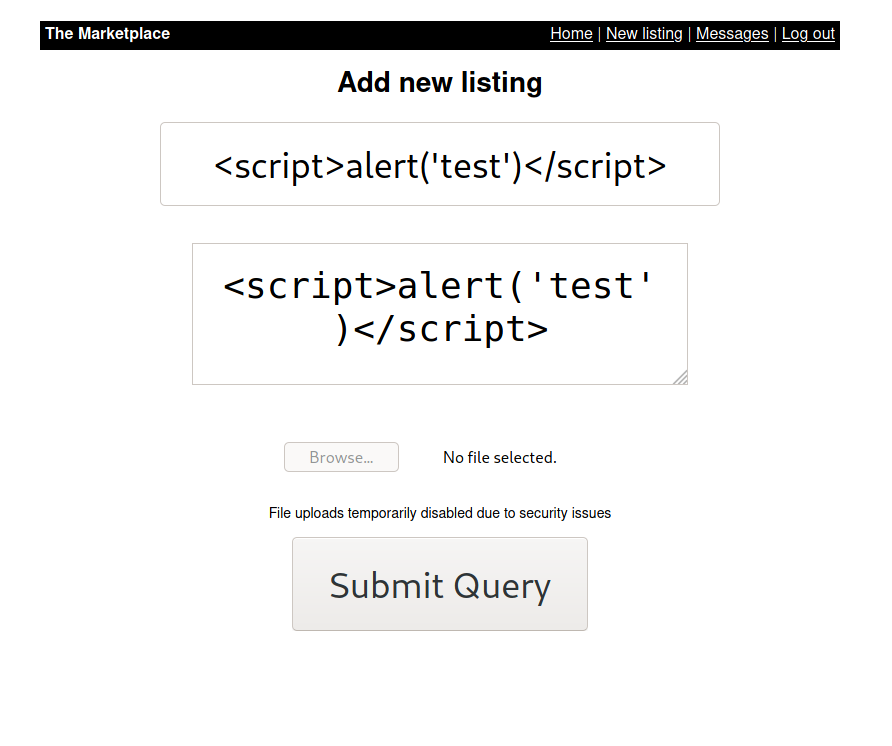 The Marketplace
Home | New listing | Messages | Log out
Add new listing
<script>alert('test')</script>
<script>alert('test'
)</script>
Browse...
No file selected.
File uploads temporarily disabled due to security issues
Submit Query